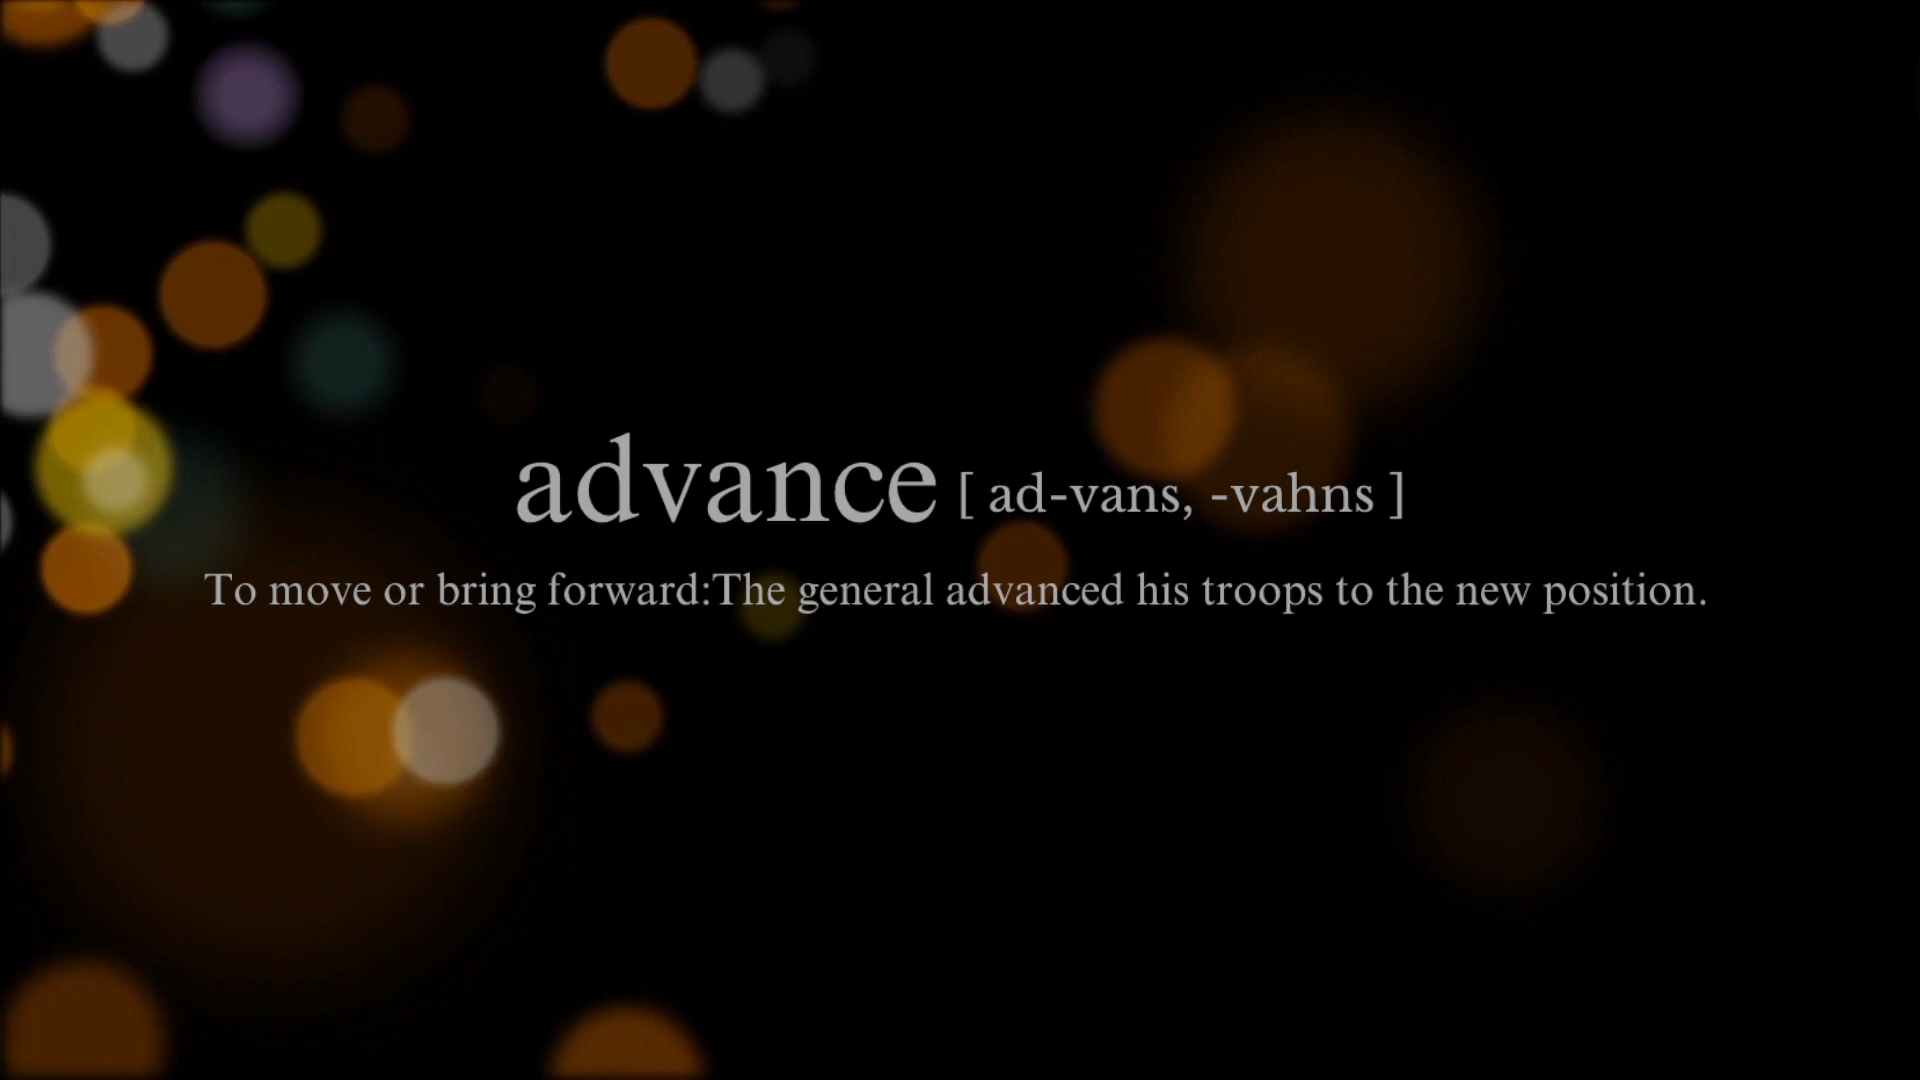 advance [ ad-vans, -vahns ]
To move or bring forward:The general advanced his troops to the new position.